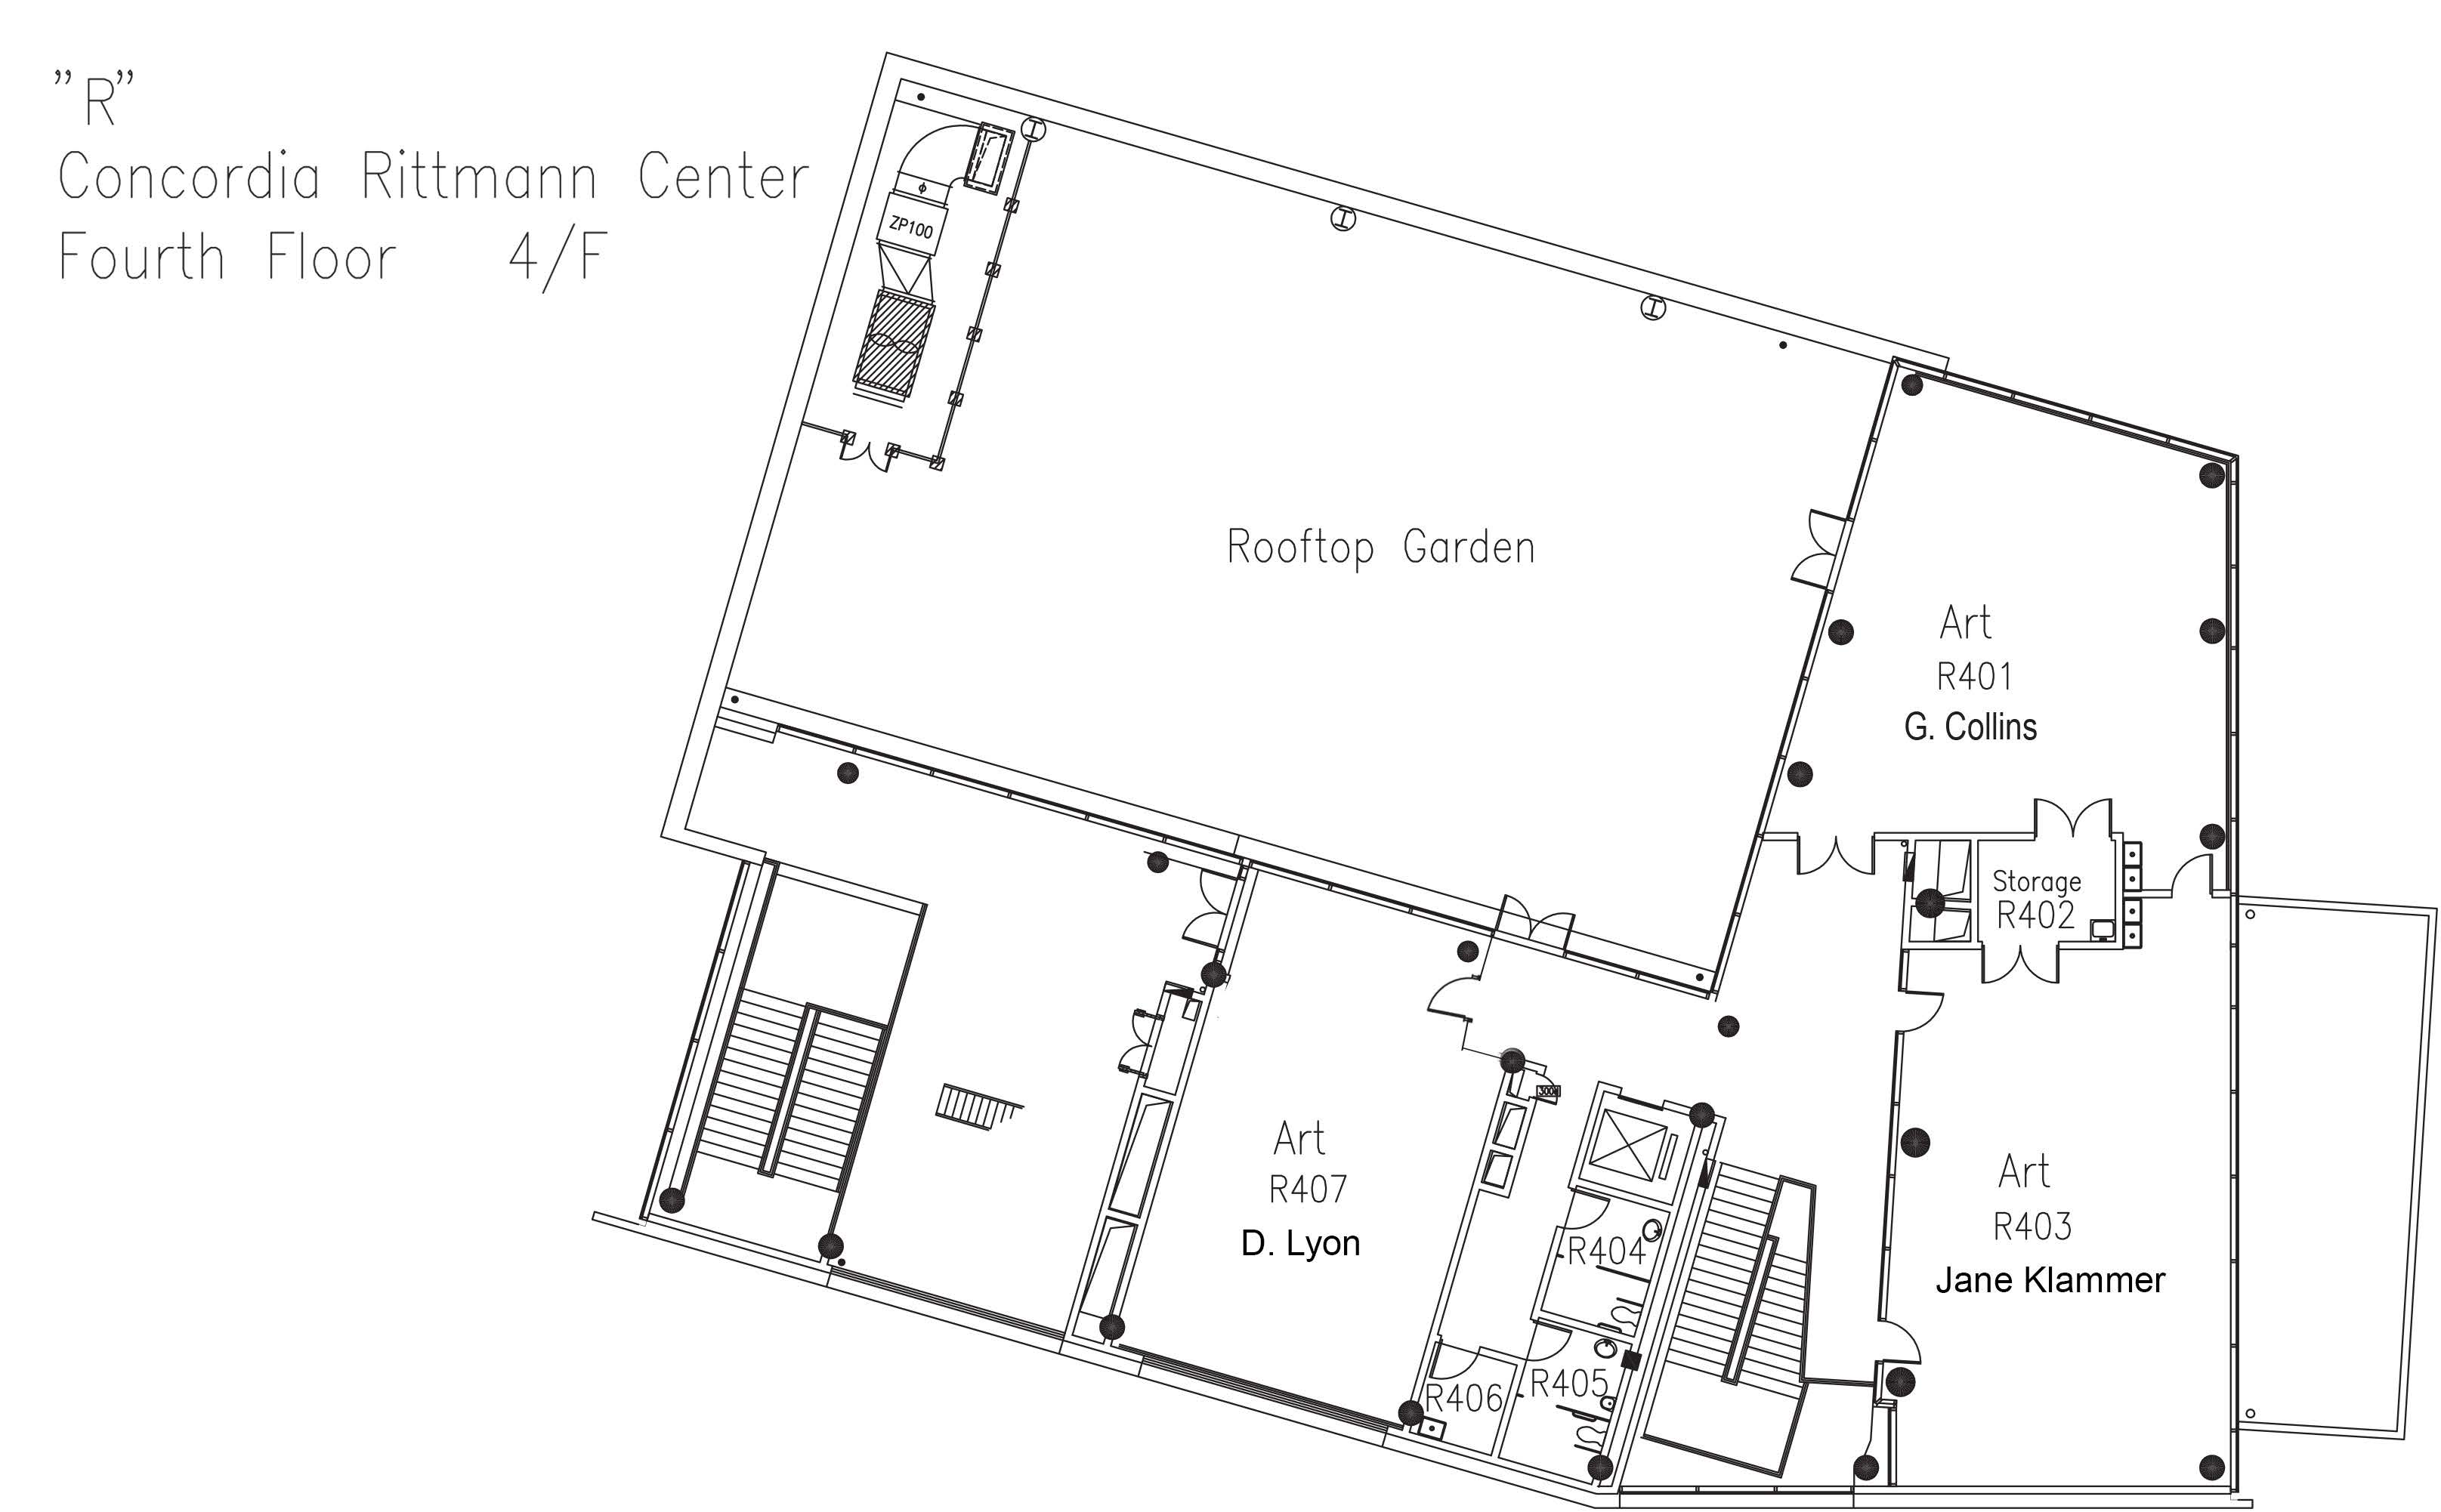 "R"
Concordia Rittmann Center
Fourth Floor 4/F
ZP100
Rooftop Garden
Art
R401
G. Collins
Storage
R402
Art
R407
D. Lyon
Art
R403
Jane Klammer
R404
R405
R406